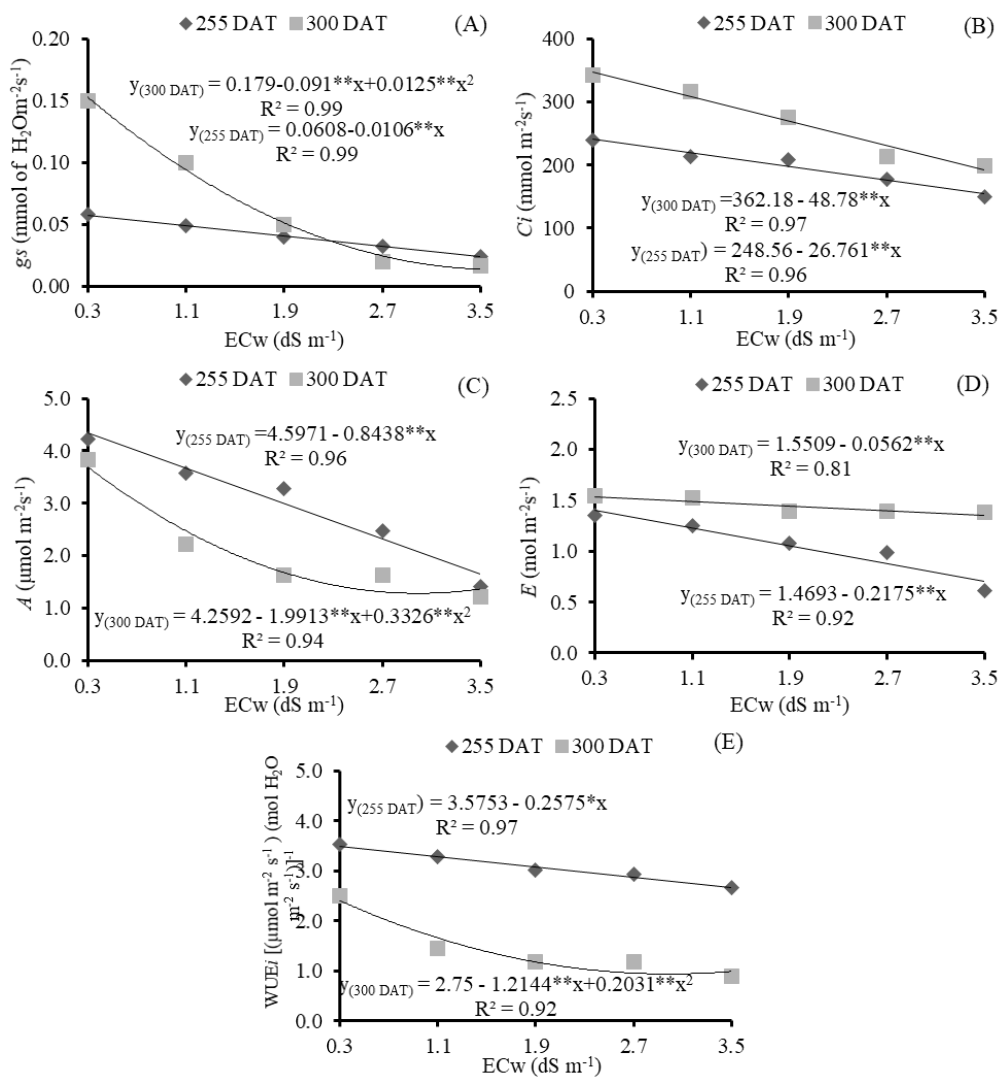 255 DAT 300 DAT (A)
0.20
y(300 DAT) = 0.179-0.091**x+0.0125**x²
R² = 0.99
y(255 DAT) = 0.0608-0.0106**x
R² = 0.99
0.15
0.10
0.05
0.00
gs (mmol of H₂Om⁻²s⁻¹)
0.3 1.1 1.9 2.7 3.5
ECw (dS m⁻¹)
255 DAT 300 DAT (B)
400
300
200
100
0
Ci (mmol m⁻²s⁻¹)
y(300 DAT) =362.18 - 48.78**x
R² = 0.97
y(255 DAT) = 248.56 - 26.761**x
R² = 0.96
0.3 1.1 1.9 2.7 3.5
ECw (dS m⁻¹)
255 DAT 300 DAT (C)
5.0
4.0
3.0
2.0
1.0
0.0
A (µmol m⁻²s⁻¹)
y(255 DAT) =4.5971 - 0.8438**x
R² = 0.96
y(300 DAT) = 4.2592 - 1.9913**x+0.3326**x²
R² = 0.94
0.3 1.1 1.9 2.7 3.5
ECw (dS m⁻¹)
255 DAT 300 DAT (D)
2.5
2.0
1.5
1.0
0.5
0.0
E (mol m⁻²s⁻¹)
y(300 DAT) = 1.5509 - 0.0562**x
R² = 0.81
y(255 DAT) = 1.4693 - 0.2175**x
R² = 0.92
0.3 1.1 1.9 2.7 3.5
ECw (dS m⁻¹)
255 DAT 300 DAT (E)
5.0
4.0
3.0
2.0
1.0
0.0
WUEi [(µmol m⁻² s⁻¹) (mol H₂O
m⁻² s⁻¹)]⁻¹
y(255 DAT) = 3.5753 - 0.2575*x
R² = 0.97
y(300 DAT) = 2.75 - 1.2144**x+0.2031**x²
R² = 0.92
0.3 1.1 1.9 2.7 3.5
ECw (dS m⁻¹)